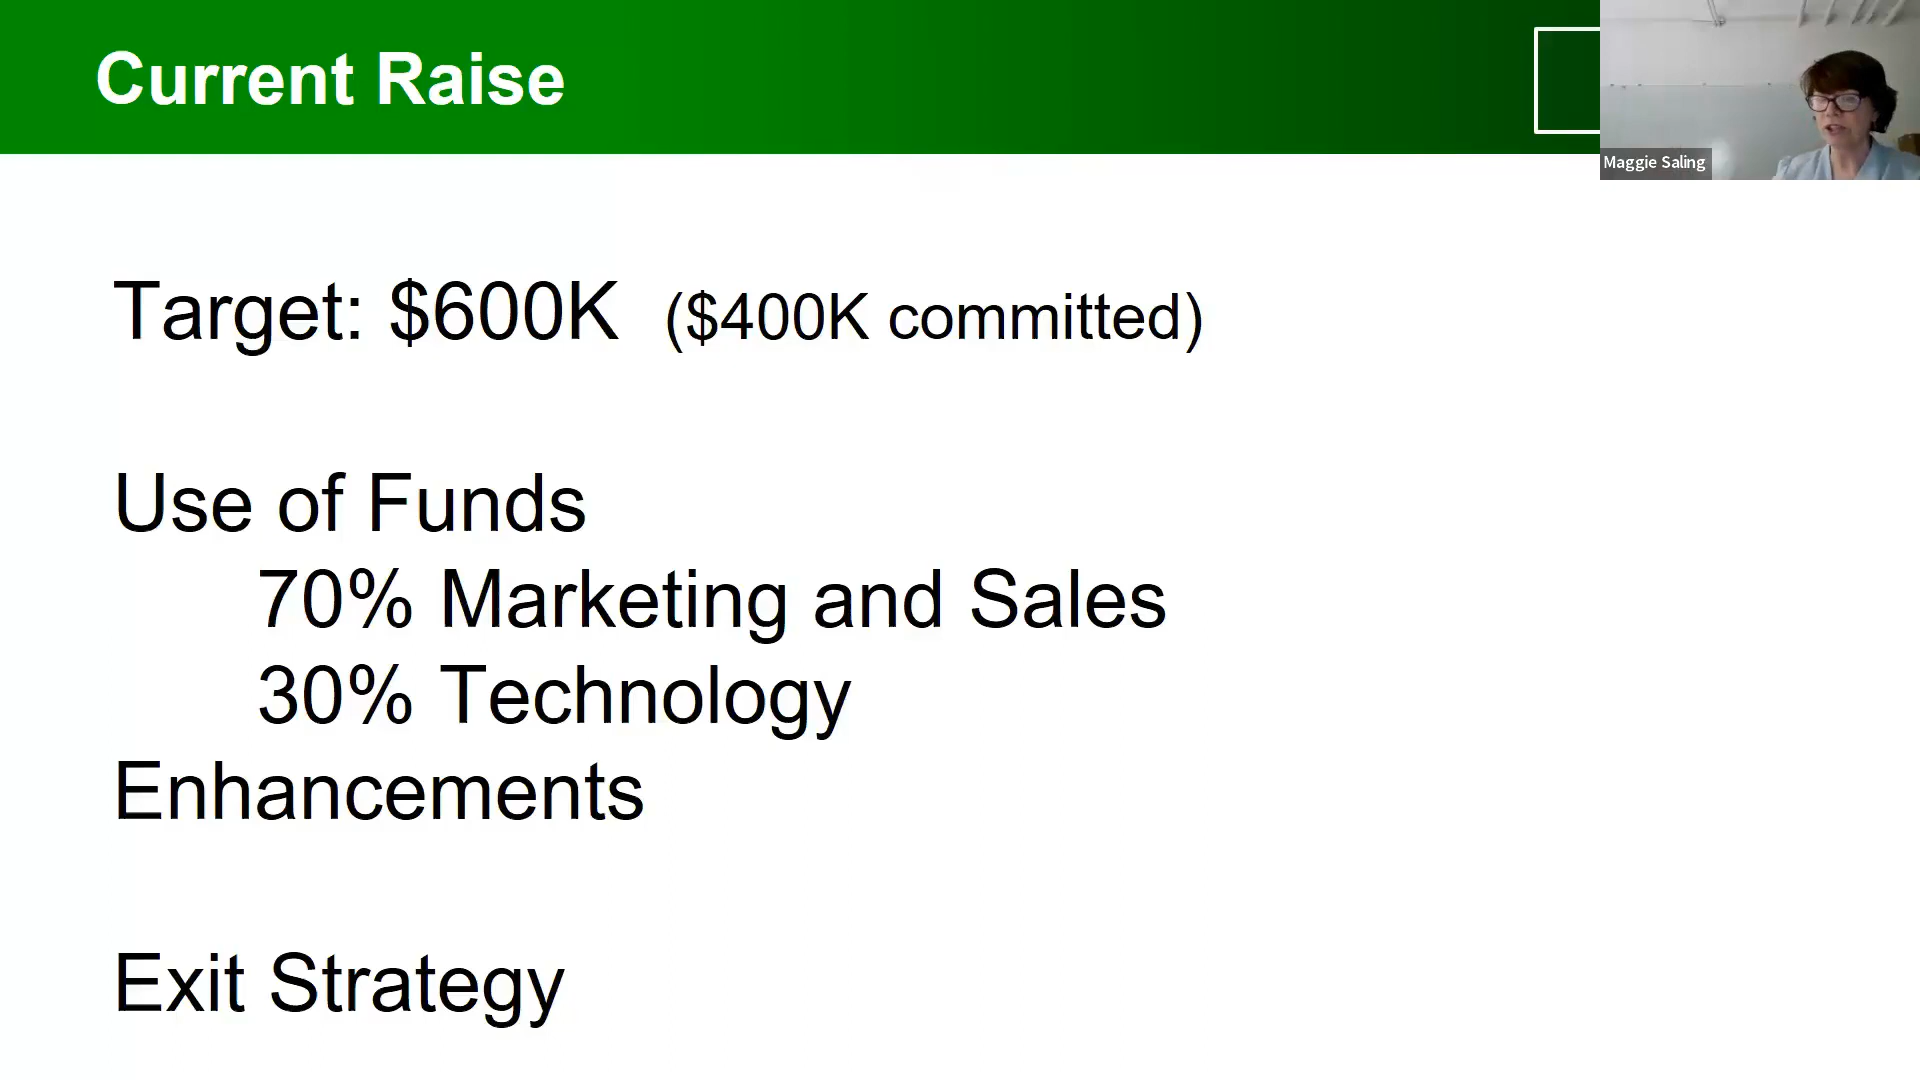 Current Raise
Maggie Saling
Target: $600K ($400K committed)
Use of Funds
70% Marketing and Sales
30% Technology
Enhancements
Exit Strategy